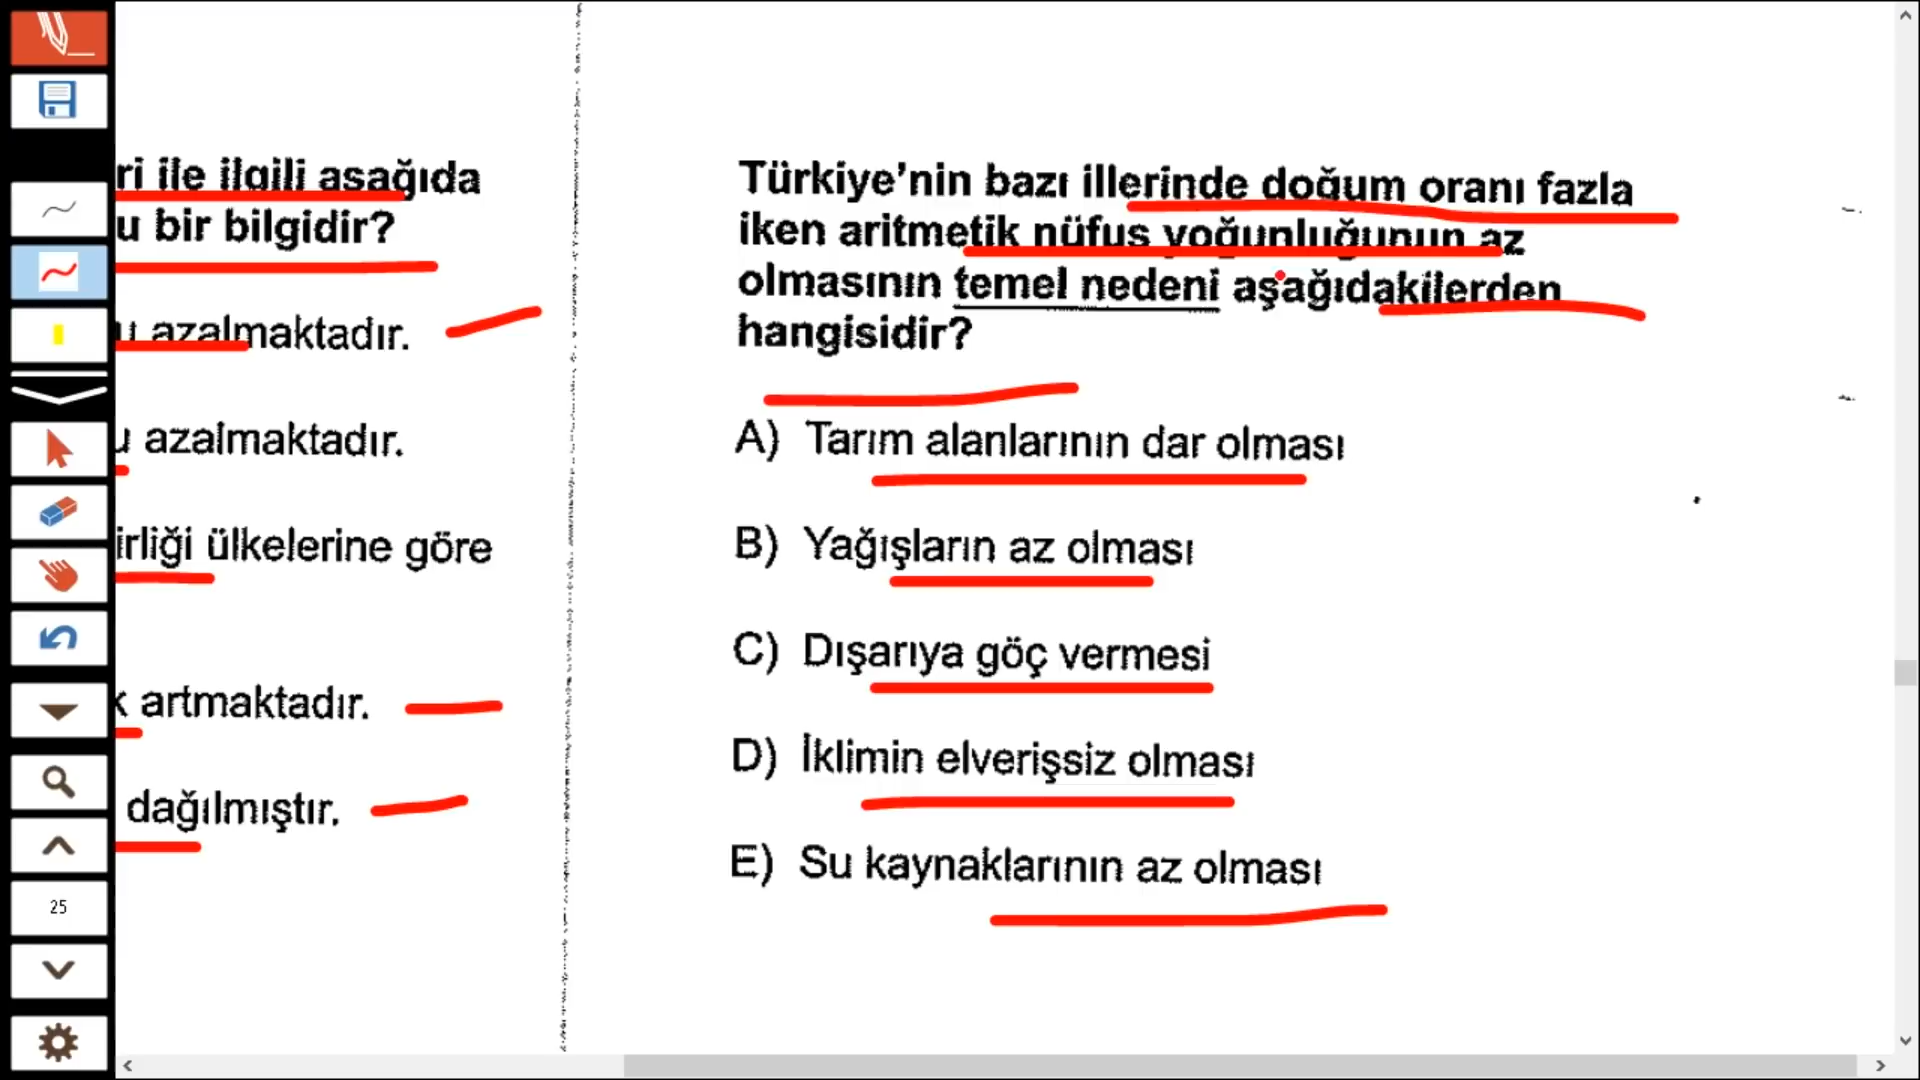 ri ile ilgili aşağıda
u bir bilgidir?
u azalmaktadır.
u azalmaktadır.
irliği ülkelerine göre
k artmaktadır.
dağılmıştır.
Türkiye'nin bazı illerinde doğum oranı fazla
iken aritmetik nüfus yoğunluğunun az
olmasının temel nedeni aşağıdakilerden
hangisidir?
A) Tarım alanlarının dar olması
B) Yağışların az olması
C) Dışarıya göç vermesi
D) İklimin elverişsiz olması
E) Su kaynaklarının az olması
25